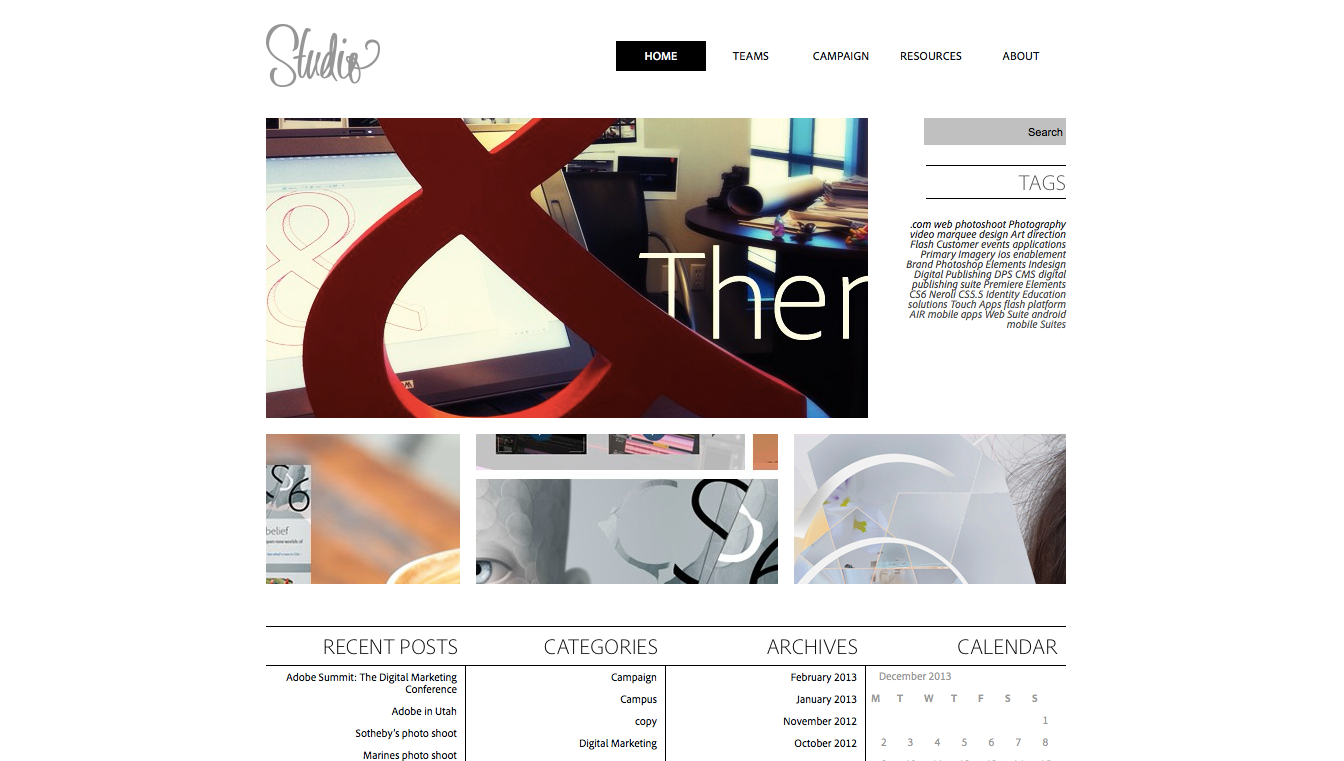 Studio
HOME TEAMS CAMPAIGN RESOURCES ABOUT
Search
TAGS
.com web photoshoot Photography
video marquee design Art direction
Flash Customer events applications
Primary Imagery ios enablement
Brand Photoshop Elements Indesign
Digital Publishing DPS CMS digital
publishing suite Premiere Elements
CS6 Neroli CS5.5 Identity Education
solutions Touch Apps flash platform
AIR mobile apps Web Suite android
mobile Suites
&
&
Ther
S6
belief
S6
RECENT POSTS
Adobe Summit: The Digital Marketing
Conference
Adobe in Utah
Sotheby's photo shoot
Marines photo shoot
CATEGORIES
Campaign
Campus
copy
Digital Marketing
ARCHIVES
February 2013
January 2013
November 2012
October 2012
CALENDAR
December 2013
M T W T F S S
1
2 3 4 5 6 7 8